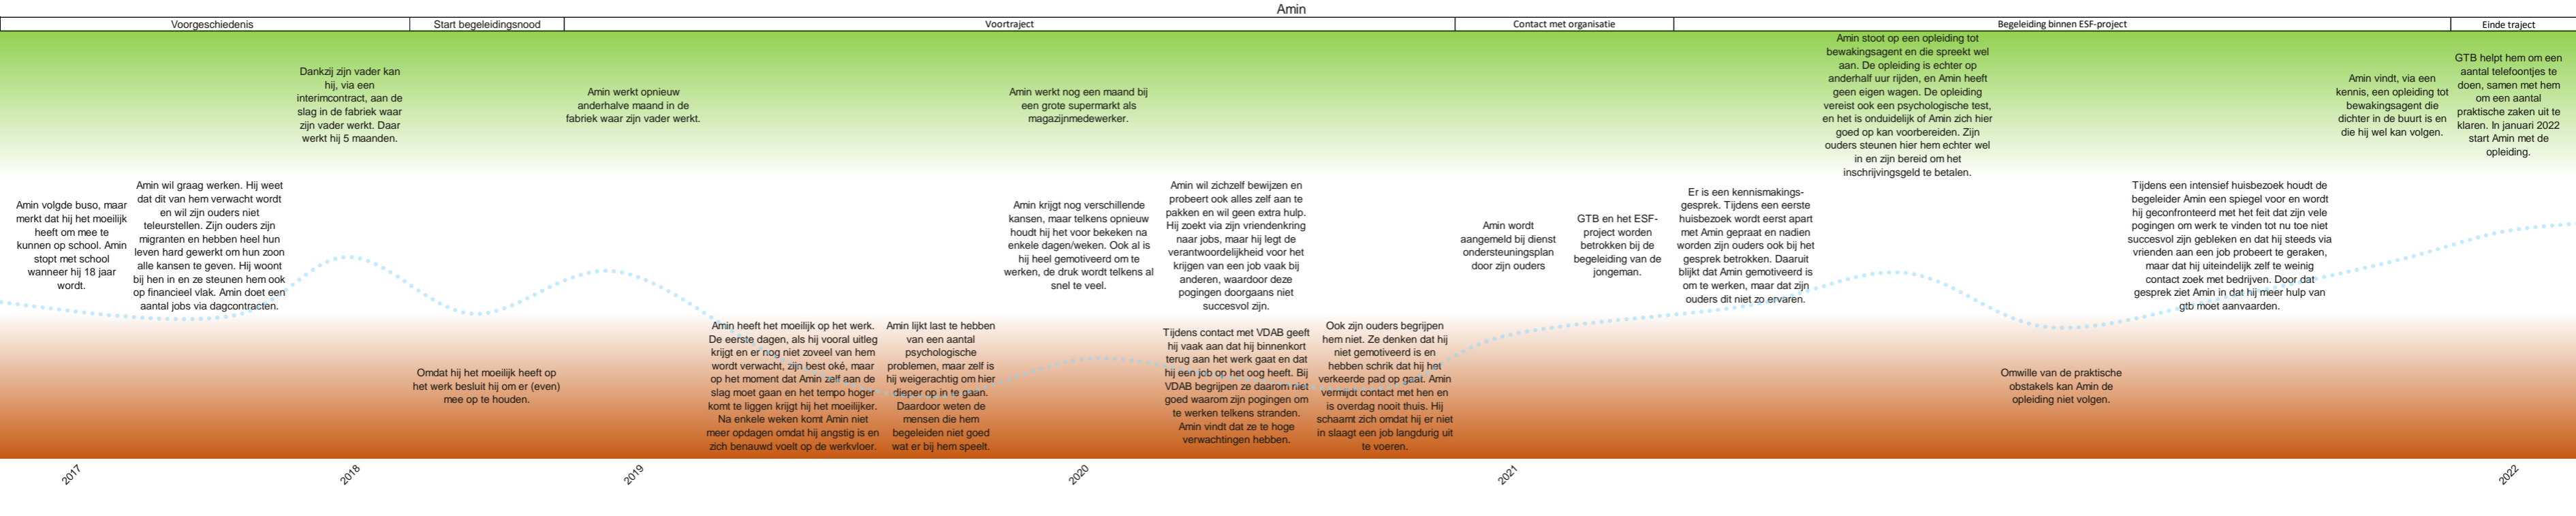 Amin
Voorgeschiedenis
Start begeleidingsnood
Voortraject
Contact met organisatie
Begeleiding binnen ESF-project
Einde traject
Dankzij zijn vader kan
hij, via een
interimcontract, aan de
slag in de fabriek waar
zijn vader werkt. Daar
werkt hij 5 maanden.
Amin werkt opnieuw
anderhalve maand in de
fabriek waar zijn vader werkt.
Amin werkt nog een maand bij
een grote supermarkt als
magazijnmedewerker.
Amin stoot op een opleiding tot
bewakingsagent en die spreekt wel
aan. De opleiding is echter op
anderhalf uur rijden, en Amin heeft
geen eigen wagen. De opleiding
vereist ook een psychologische test,
en het is onduidelijk of Amin zich hier
goed op kan voorbereiden. Zijn
ouders steunen hier hem echter wel
in en zijn bereid om het
inschrijvingsgeld te betalen.
Amin vindt, via een
kennis, een opleiding tot
bewakingsagent die
dichter in de buurt is en
die hij wel kan volgen.
GTB helpt hem om een
aantal telefoontjes te
doen, samen met hem
om een aantal
praktische zaken uit te
klaren. In januari 2022
start Amin met de
opleiding.
Amin volgde buso, maar
merkt dat hij het moeilijk
heeft om mee te
kunnen op school. Amin
stopt met school
wanneer hij 18 jaar
wordt.
Amin wil graag werken. Hij weet
dat dit van hem verwacht wordt
en wil zijn ouders niet
teleurstellen. Zijn ouders zijn
migranten en hebben heel hun
leven hard gewerkt om hun zoon
alle kansen te geven. Hij woont
bij hen in en ze steunen hem ook
op financieel vlak. Amin doet een
aantal jobs via dagcontracten.
Amin krijgt nog verschillende
kansen, maar telkens opnieuw
houdt hij het voor bekeken na
enkele dagen/weken. Ook al is
hij heel gemotiveerd om te
werken, de druk wordt telkens al
snel te veel.
Amin wil zichzelf bewijzen en
probeert ook alles zelf aan te
pakken en wil geen extra hulp.
Hij zoekt via zijn vriendenkring
naar jobs, maar hij legt de
verantwoordelijkheid voor het
krijgen van een job vaak bij
anderen, waardoor deze
pogingen doorgaans niet
succesvol zijn.
Amin wordt
aangemeld bij dienst
ondersteuningsplan
door zijn ouders
GTB en het ESF-
project worden
betrokken bij de
begeleiding van de
jongeman.
Er is een kennismakings-
gesprek. Tijdens een eerste
huisbezoek wordt eerst apart
met Amin gepraat en nadien
worden zijn ouders ook bij het
gesprek betrokken. Daaruit
blijkt dat Amin gemotiveerd is
om te werken, maar dat zijn
ouders dit niet zo ervaren.
Tijdens een intensief huisbezoek houdt de
begeleider Amin een spiegel voor en wordt
hij geconfronteerd met het feit dat zijn vele
pogingen om werk te vinden tot nu toe niet
succesvol zijn gebleken en dat hij steeds via
vrienden aan een job probeert te geraken,
maar dat hij uiteindelijk zelf te weinig
contact zoek met bedrijven. Door dat
gesprek ziet Amin in dat hij meer hulp van
gtb moet aanvaarden.
Omdat hij het moeilijk heeft op
het werk besluit hij om er (even)
mee op te houden.
Amin heeft het moeilijk op het werk.
De eerste dagen, als hij vooral uitleg
krijgt en er nog niet zoveel van hem
wordt verwacht, zijn best oké, maar
op het moment dat Amin zelf aan de
slag moet gaan en het tempo hoger
komt te liggen krijgt hij het moeilijker.
Na enkele weken komt Amin niet
meer opdagen omdat hij angstig is en
zich benauwd voelt op de werkvloer.
Amin lijkt last te hebben
van een aantal
psychologische
problemen, maar zelf is
hij weigerachtig om hier
dieper op in te gaan.
Daardoor weten de
mensen die hem
begeleiden niet goed
wat er bij hem speelt.
Tijdens contact met VDAB geeft
hij vaak aan dat hij binnenkort
terug aan het werk gaat en dat
hij een job op het oog heeft. Bij
VDAB begrijpen ze daarom niet
goed waarom zijn pogingen om
te werken telkens stranden.
Amin vindt dat ze te hoge
verwachtingen hebben.
Ook zijn ouders begrijpen
hem niet. Ze denken dat hij
niet gemotiveerd is en
hebben schrik dat hij het
verkeerde pad op gaat. Amin
vermijdt contact met hen en
is overdag nooit thuis. Hij
schaamt zich omdat hij er niet
in slaagt een job langdurig uit
te voeren.
Omwille van de praktische
obstakels kan Amin de
opleiding niet volgen.
2017
2018
2019
2020
2021
2022